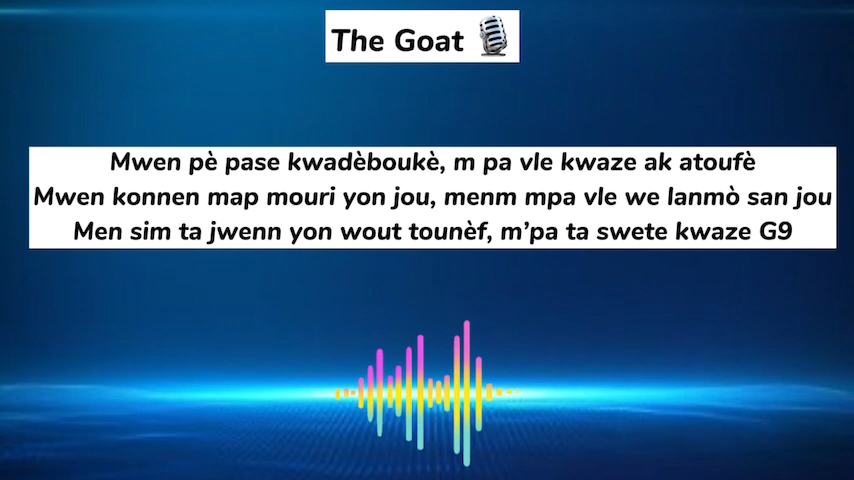 The Goat
Mwen pè pase kwadèboukè, m pa vle kwaze ak atoufè
Mwen konnen map mouri yon jou, menm mpa vle we lanmò san jou
Men sim ta jwenn yon wout tounèf, m'pa ta swete kwaze G9